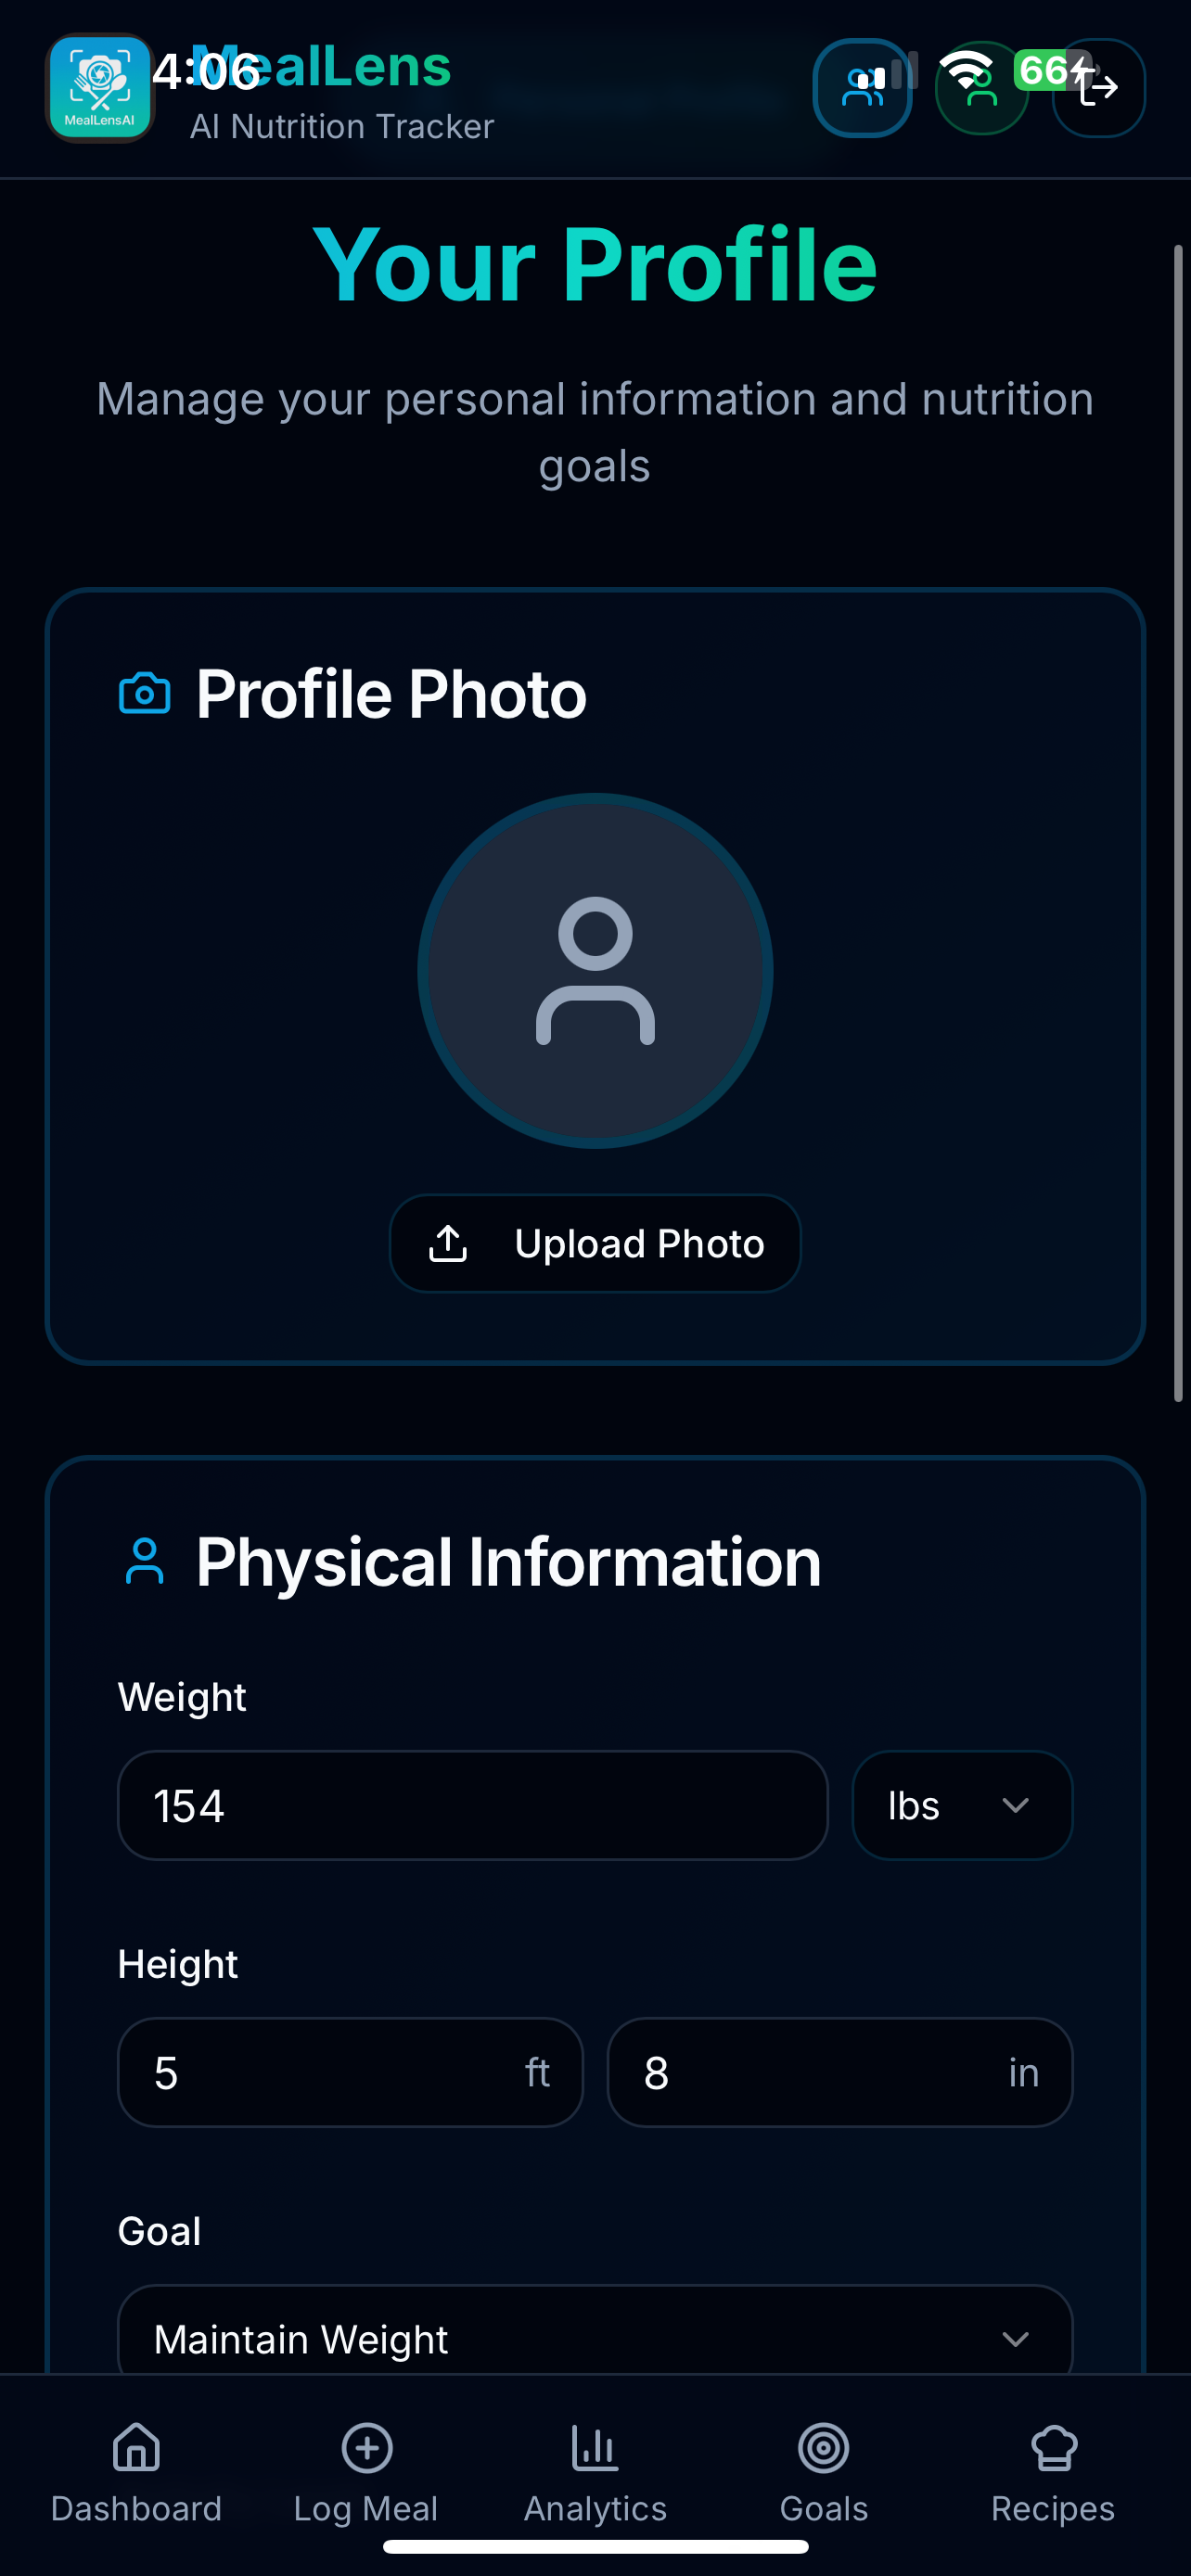 MealLensAI
4:06
MealLens
66
AI Nutrition Tracker
Your Profile
Manage your personal information and nutrition
goals
Profile Photo
Upload Photo
Physical Information
Weight
154
lbs
Height
5 ft
8 in
Goal
Maintain Weight
Dashboard
Log Meal
Analytics
Goals
Recipes